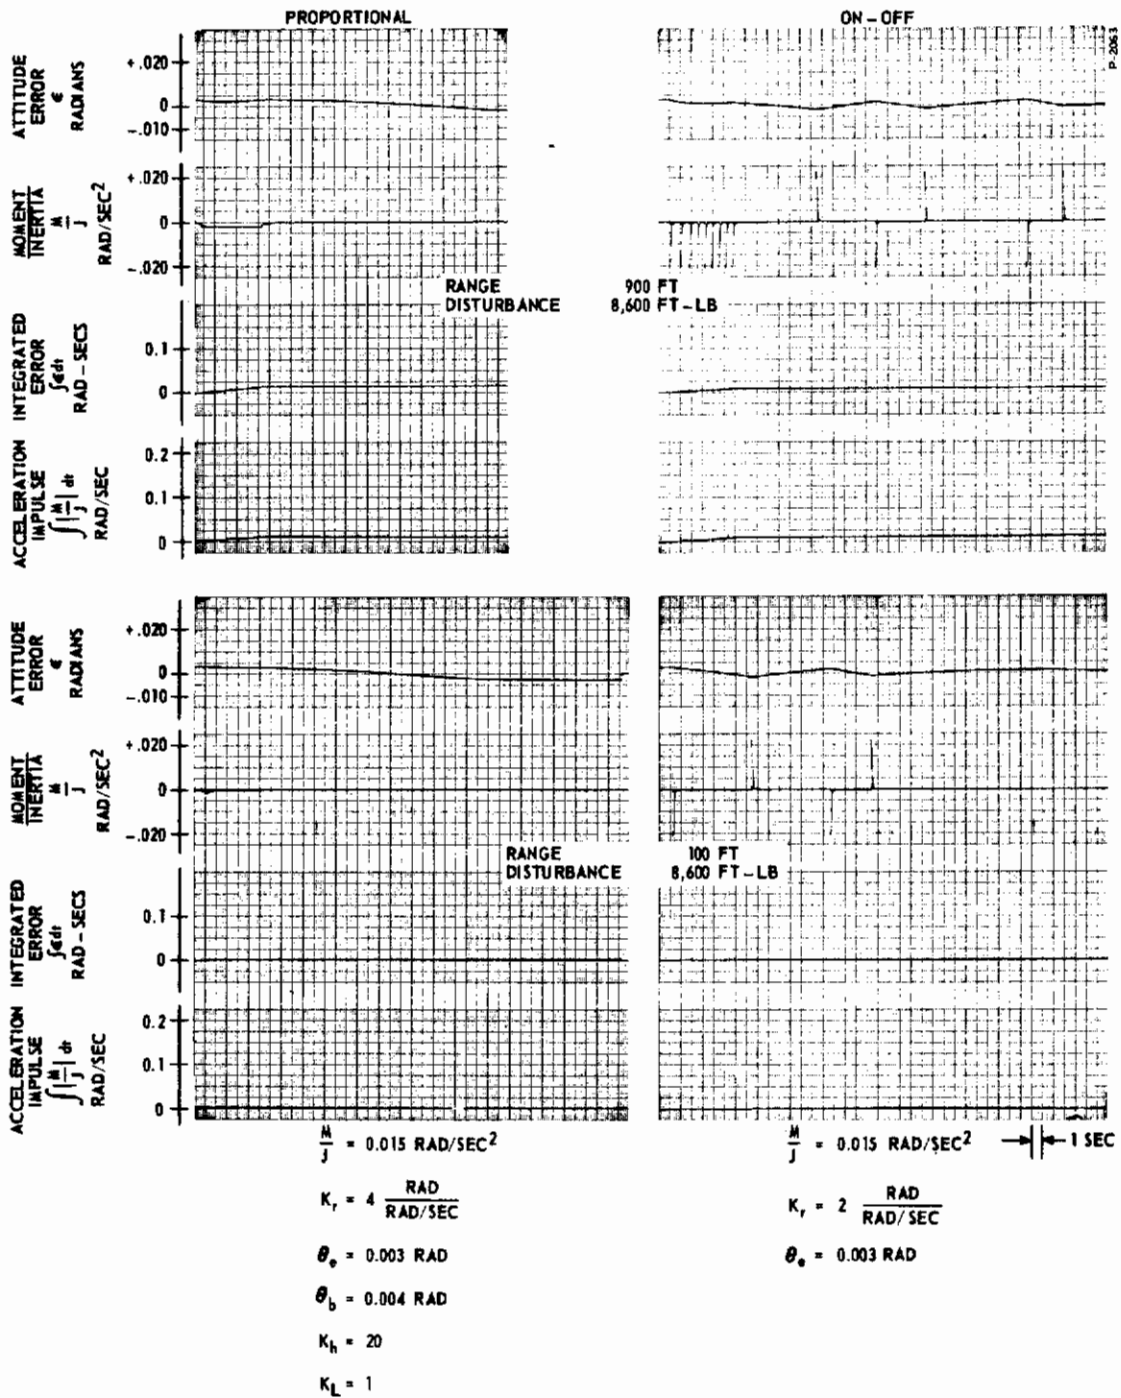 PROPORTIONAL
ON-OFF
P-2063
ATTITUDE
ERROR
ϵ
RADIANS
+.020
0
-.010
MOMENT
INERTIA
M
J
RAD/SEC²
+.020
0
-.020
RANGE 900 FT
DISTURBANCE 8,600 FT-LB
INTEGRATED
ERROR
∫ϵdt
RAD-SECS
0.1
0
ACCELERATION
IMPULSE
∫|M/J| dt
RAD/SEC
0.2
0.1
0
ATTITUDE
ERROR
ϵ
RADIANS
+.020
0
-.010
MOMENT
INERTIA
M
J
RAD/SEC²
+.020
0
-.020
RANGE 100 FT
DISTURBANCE 8,600 FT-LB
INTEGRATED
ERROR
∫ϵdt
RAD-SECS
0.1
0
ACCELERATION
IMPULSE
∫|M/J| dt
RAD/SEC
0.2
0.1
0
M/J = 0.015 RAD/SEC²
Kr = 4 RAD
RAD/SEC
θe = 0.003 RAD
θb = 0.004 RAD
Kh = 20
KL = 1
M/J = 0.015 RAD/SEC²
1 SEC
Kr = 2 RAD
RAD/SEC
θe = 0.003 RAD